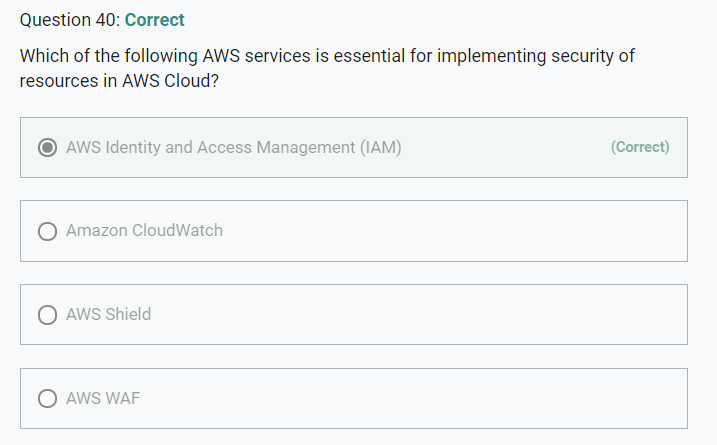 Question 40: Correct
Which of the following AWS services is essential for implementing security of
resources in AWS Cloud?
AWS Identity and Access Management (IAM) (Correct)
Amazon CloudWatch
AWS Shield
AWS WAF